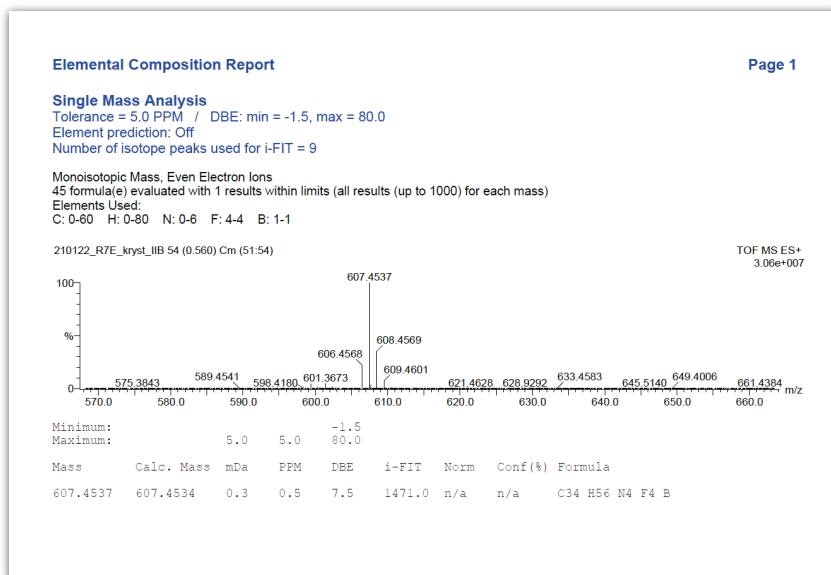 Elemental Composition Report Page 1
Single Mass Analysis
Tolerance = 5.0 PPM / DBE: min = -1.5, max = 80.0
Element prediction: Off
Number of isotope peaks used for i-FIT = 9
Monoisotopic Mass, Even Electron Ions
45 formula(e) evaluated with 1 results within limits (all results (up to 1000) for each mass)
Elements Used:
C: 0-60 H: 0-80 N: 0-6 F: 4-4 B: 1-1
210122_R7E_kryst_IIB 54 (0.560) Cm (51:54) TOF MS ES+
3.06e+007
607.4537
100
%
608.4569
606.4568
609.4601
575.3843 589.4541 598.4180 601.3673 621.4628 628.9292 633.4583 645.5140 649.4006 661.4384
0 m/z
570.0 580.0 590.0 600.0 610.0 620.0 630.0 640.0 650.0 660.0
Minimum: -1.5
Maximum: 5.0 5.0 80.0
Mass Calc. Mass mDa PPM DBE i-FIT Norm Conf(%) Formula
607.4537 607.4534 0.3 0.5 7.5 1471.0 n/a n/a C34 H56 N4 F4 B